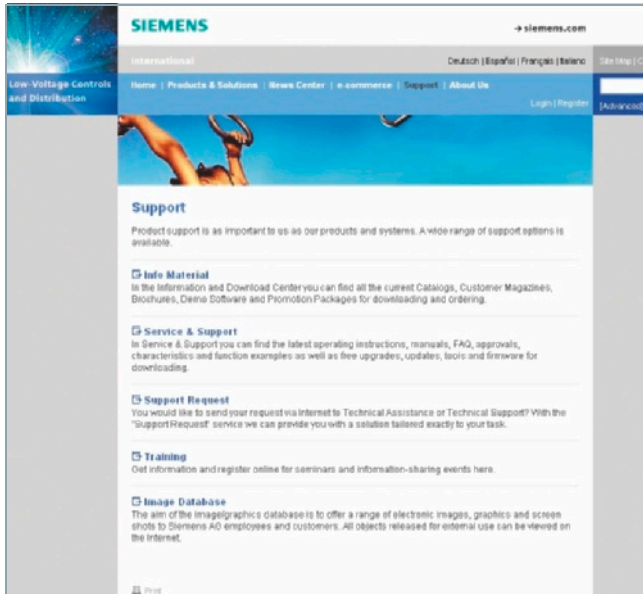 SIEMENS
→ siemens.com
International
Deutsch | Español | Français | Italiano
Site Map |
Low-Voltage Controls
and Distribution
Home | Products & Solutions | News Center | e-commerce | Support | About Us
Login | Register
[Advanced]
Support
Product support is as important to us as our products and systems. A wide range of support options is
available.
Info Material
In the Information and Download Center you can find all the current Catalogs, Customer Magazines,
Brochures, Demo Software and Promotion Packages for downloading and ordering.
Service & Support
In Service & Support you can find the latest operating instructions, manuals, FAQ, approvals,
characteristics and function examples as well as free upgrades, updates, tools and firmware for
downloading.
Support Request
You would like to send your request via Internet to Technical Assistance or Technical Support? With the
"Support Request" service we can provide you with a solution tailored exactly to your task.
Training
Get information and register online for seminars and information-sharing events here.
Image Database
The aim of the image/graphics database is to offer a range of electronic images, graphics and screen
shots to Siemens AG employees and customers. All objects released for external use can be viewed on
the Internet.
Print